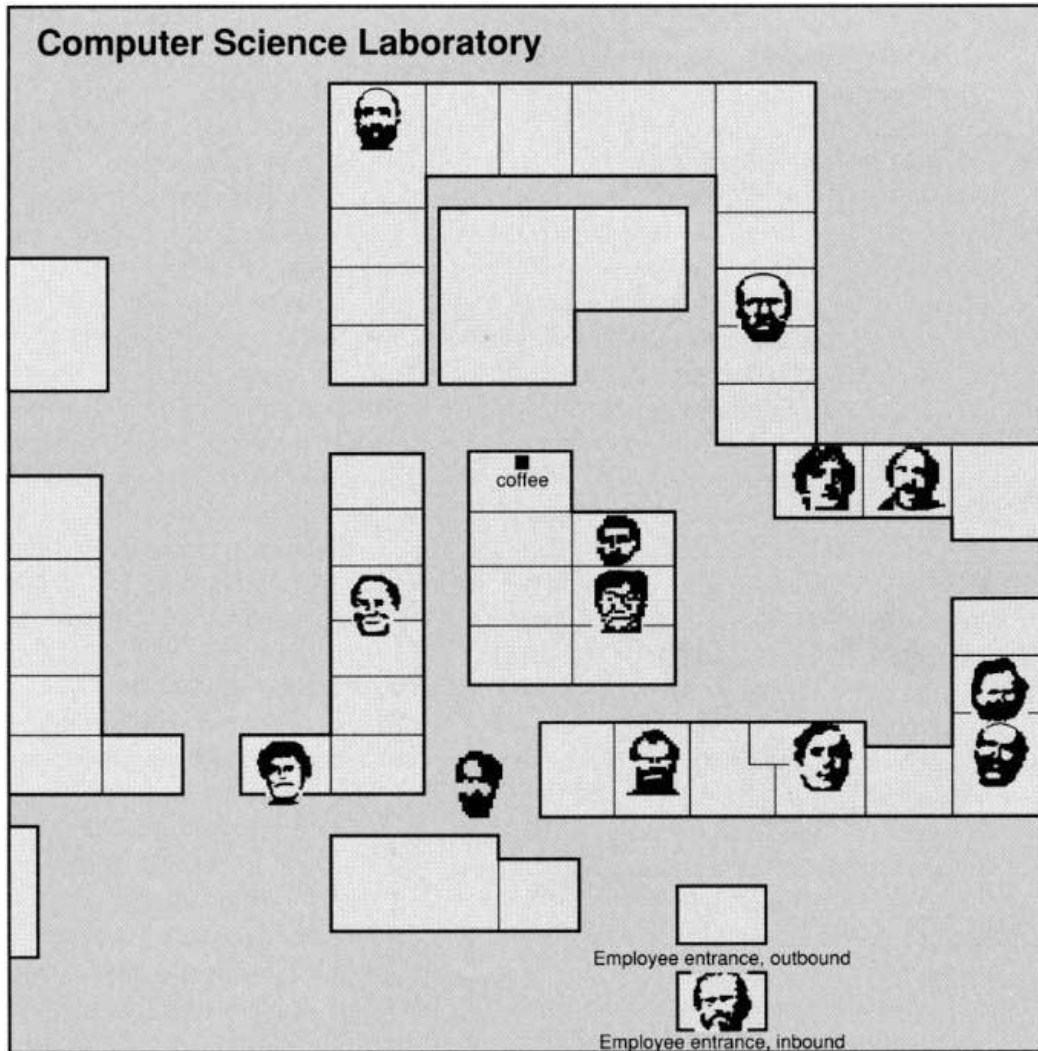 Computer Science Laboratory
coffee
Employee entrance, outbound
Employee entrance, inbound